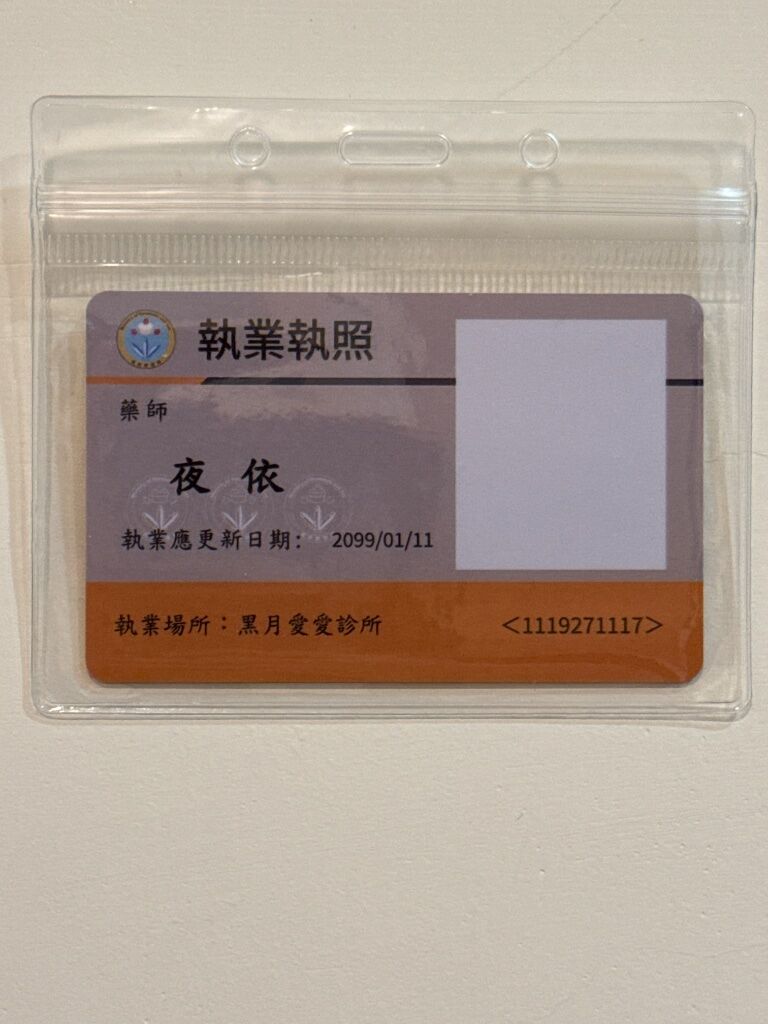 執業執照
藥師
夜 依
執業應更新日期： 2099/01/11
執業場所：黑月愛愛診所 <1119271117>